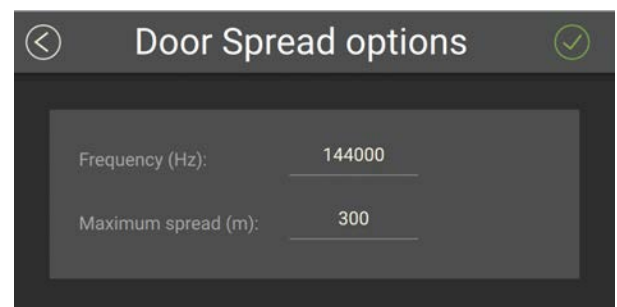 Door Spread options
Frequency (Hz): 144000
Maximum spread (m): 300